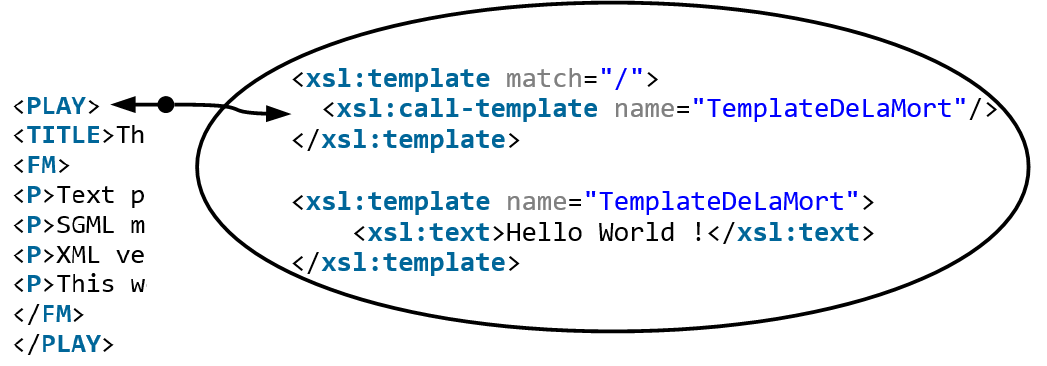 <PLAY>
<TITLE>Th
<FM>
<P>Text p
<P>SGML m
<P>XML ve
<P>This w
</FM>
</PLAY>
<xsl:template match="/">
  <xsl:call-template name="TemplateDeLaMort"/>
</xsl:template>
<xsl:template name="TemplateDeLaMort">
    <xsl:text>Hello World !</xsl:text>
</xsl:template>